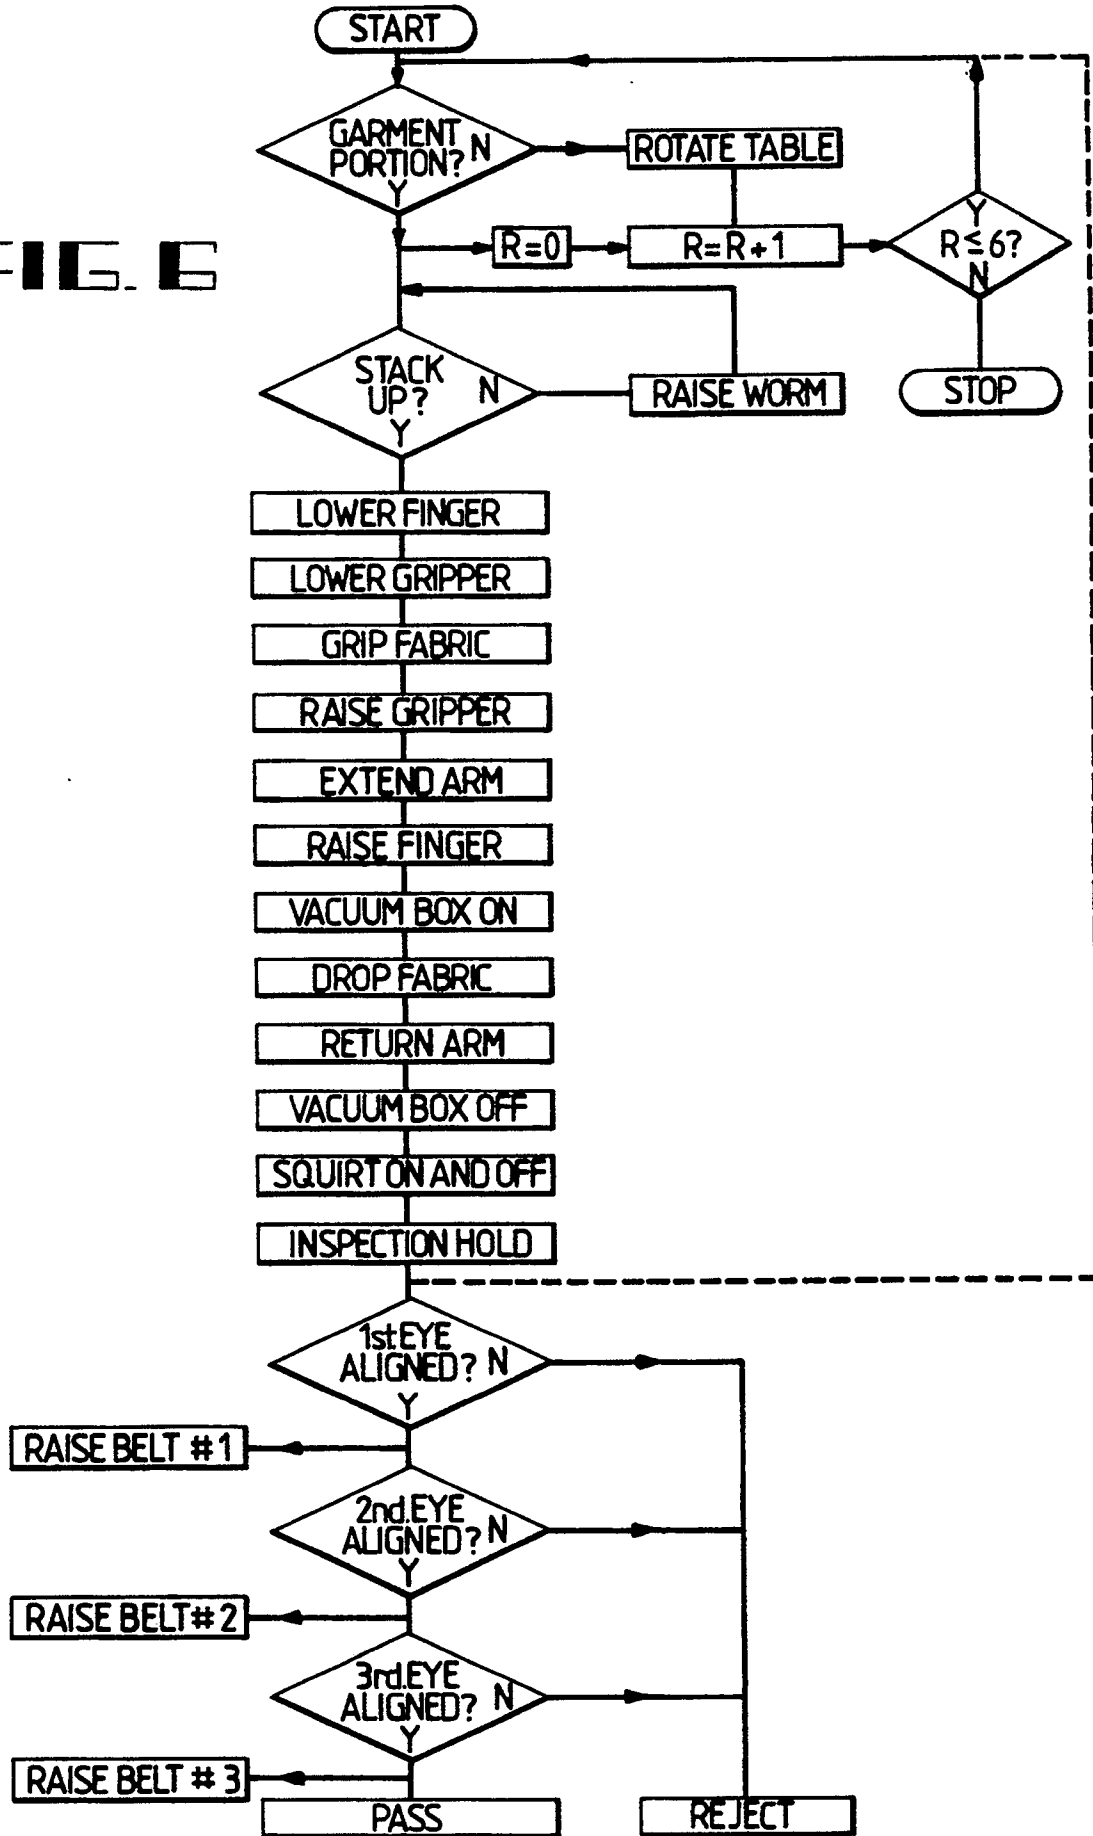 START
GARMENT
PORTION?
N
Y
ROTATE TABLE
R=0
R=R+1
Y
R≤6?
N
STOP
FIG. 6
STACK
UP?
N
Y
RAISE WORM
LOWER FINGER
LOWER GRIPPER
GRIP FABRIC
RAISE GRIPPER
EXTEND ARM
RAISE FINGER
VACUUM BOX ON
DROP FABRIC
RETURN ARM
VACUUM BOX OFF
SQUIRT ON AND OFF
INSPECTION HOLD
1st EYE
ALIGNED?
N
Y
RAISE BELT #1
2nd. EYE
ALIGNED?
N
Y
RAISE BELT #2
3rd. EYE
ALIGNED?
N
Y
RAISE BELT #3
PASS
REJECT